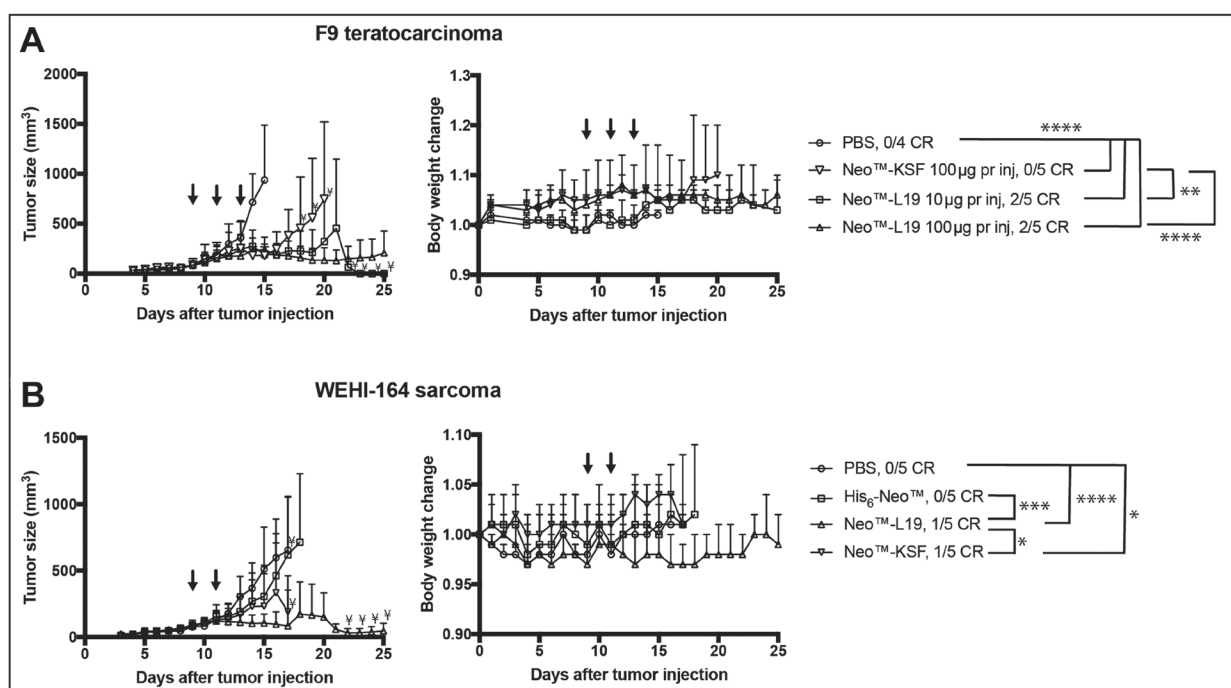 A
F9 teratocarcinoma
Tumor size (mm³)
2000
1500
1000
500
0
¥ ¥ ¥ ¥ ¥ ¥ ¥
0 5 10 15 20 25
Days after tumor injection
Body weight change
1.3
1.2
1.1
1.0
0.9
0 5 10 15 20 25
Days after tumor injection
PBS, 0/4 CR
Neo™-KSF 100µg pr inj, 0/5 CR
Neo™-L19 10µg pr inj, 2/5 CR
Neo™-L19 100µg pr inj, 2/5 CR
****
**
****
B
WEHI-164 sarcoma
Tumor size (mm³)
1500
1000
500
0
¥ ¥ ¥ ¥ ¥
0 5 10 15 20 25
Days after tumor injection
Body weight change
1.10
1.05
1.00
0.95
0.90
0 5 10 15 20 25
Days after tumor injection
PBS, 0/5 CR
His₆-Neo™, 0/5 CR
Neo™-L19, 1/5 CR
Neo™-KSF, 1/5 CR
***
*
****
*